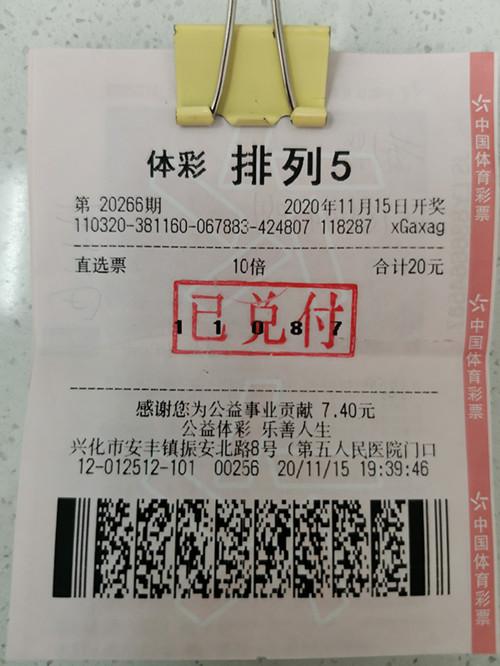 体彩 排列5
第 20266期 2020年11月15日开奖
110320-381160-067883-424807 118287 xGaxag
直选票 10倍 合计20元
已兑付
1 1 0 8 7
感谢您为公益事业贡献 7.40元
公益体彩 乐善人生
兴化市安丰镇振安北路8号（第五人民医院门口
12-012512-101 00256 20/11/15 19:39:46
中国体育彩票
中国体育彩票
中国体育彩票